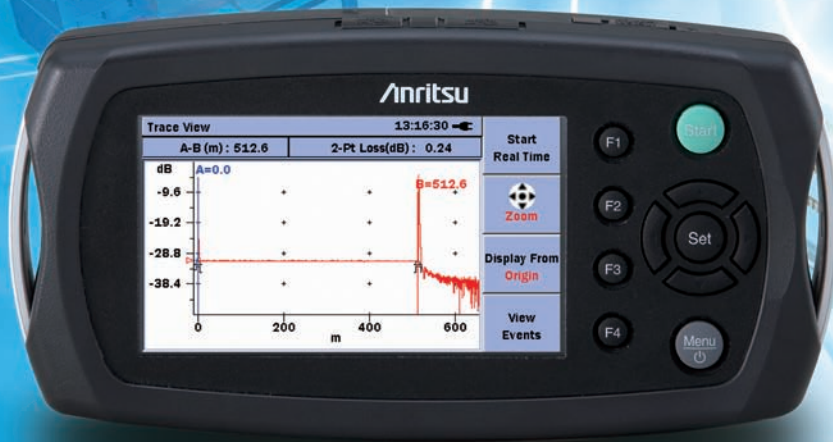 Anritsu
Trace View 13:16:30
A-B (m) : 512.6 2-Pt Loss(dB) : 0.24
dB A=0.0 B=512.6
-9.6
-19.2
-28.8
-38.4
0 200 400 600
m
Start
Real Time
Zoom
Display From
Origin
View
Events
F1
F2
F3
F4
Start
Set
Menu